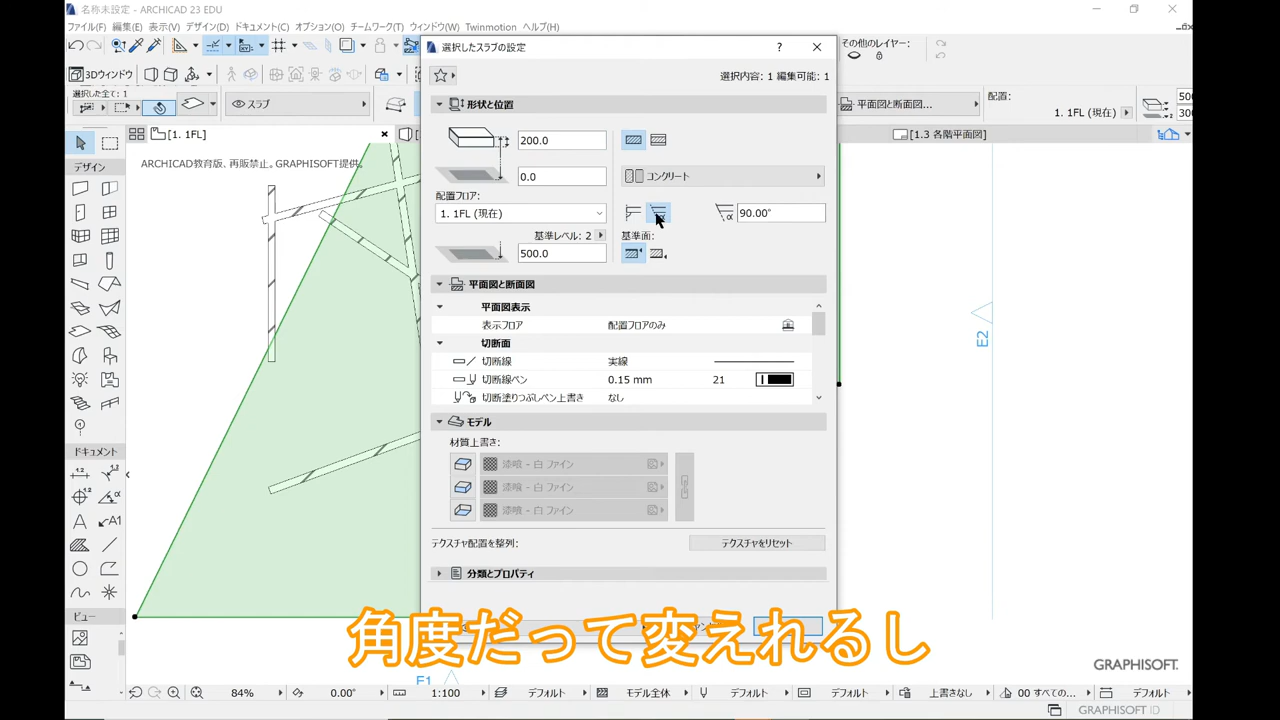 名称未設定 - ARCHICAD 23 EDU
ファイル(F) 編集(E) 表示(V) デザイン(D) ドキュメント(C) オプション(O) チームワーク(T) ウィンドウ(W) Twinmotion ヘルプ(H)
選択したスラブの設定
?
その他のレイヤー
3Dウィンドウ
選択内容: 1 編集可能: 1
選択した全て: 1
スラブ
形状と位置
平面図と断面図...
配置:
1. 1FL (現在)
[1. 1FL]
[1.3 各階平面図]
ARCHICAD教育版、再販禁止。GRAPHISOFT提供。
200.0
0.0
コンクリート
配置フロア:
1. 1FL (現在)
α
90.00°
基準レベル: 2
基準面:
500.0
デザイン
平面図と断面図
平面図表示
表示フロア
配置フロアのみ
切断面
切断線
実線
切断線ペン
0.15 mm
21
切断塗りつぶしペン上書き
なし
E2
モデル
材質上書き:
漆喰 - 白 ファイン
漆喰 - 白 ファイン
漆喰 - 白 ファイン
ドキュメント
テクスチャ配置を整列:
テクスチャをリセット
分類とプロパティ
ビュー
角度だって変えれるし
E1
GRAPHISOFT.
84%
0.00°
1:100
デフォルト
モデル全体
デフォルト
デフォルト
上書きなし
00 すべての...
デフォルト
GRAPHISOFT ID